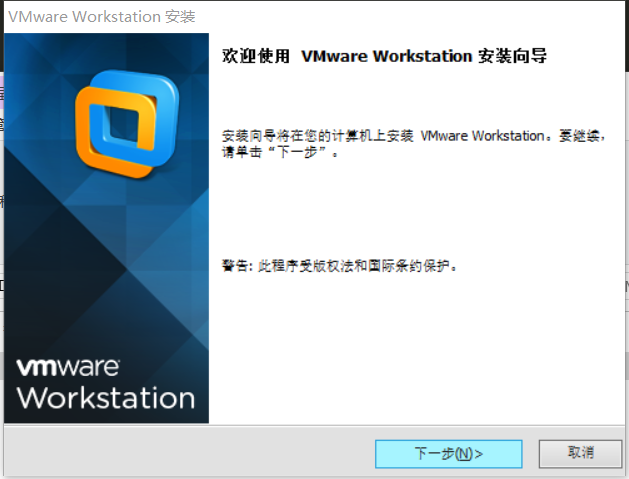 VMware Workstation 安装
欢迎使用 VMware Workstation 安装向导
安装向导将在您的计算机上安装 VMware Workstation。要继续，
请单击“下一步”。
警告: 此程序受版权法和国际条约保护。
vmware
Workstation
下一步(N)>
取消